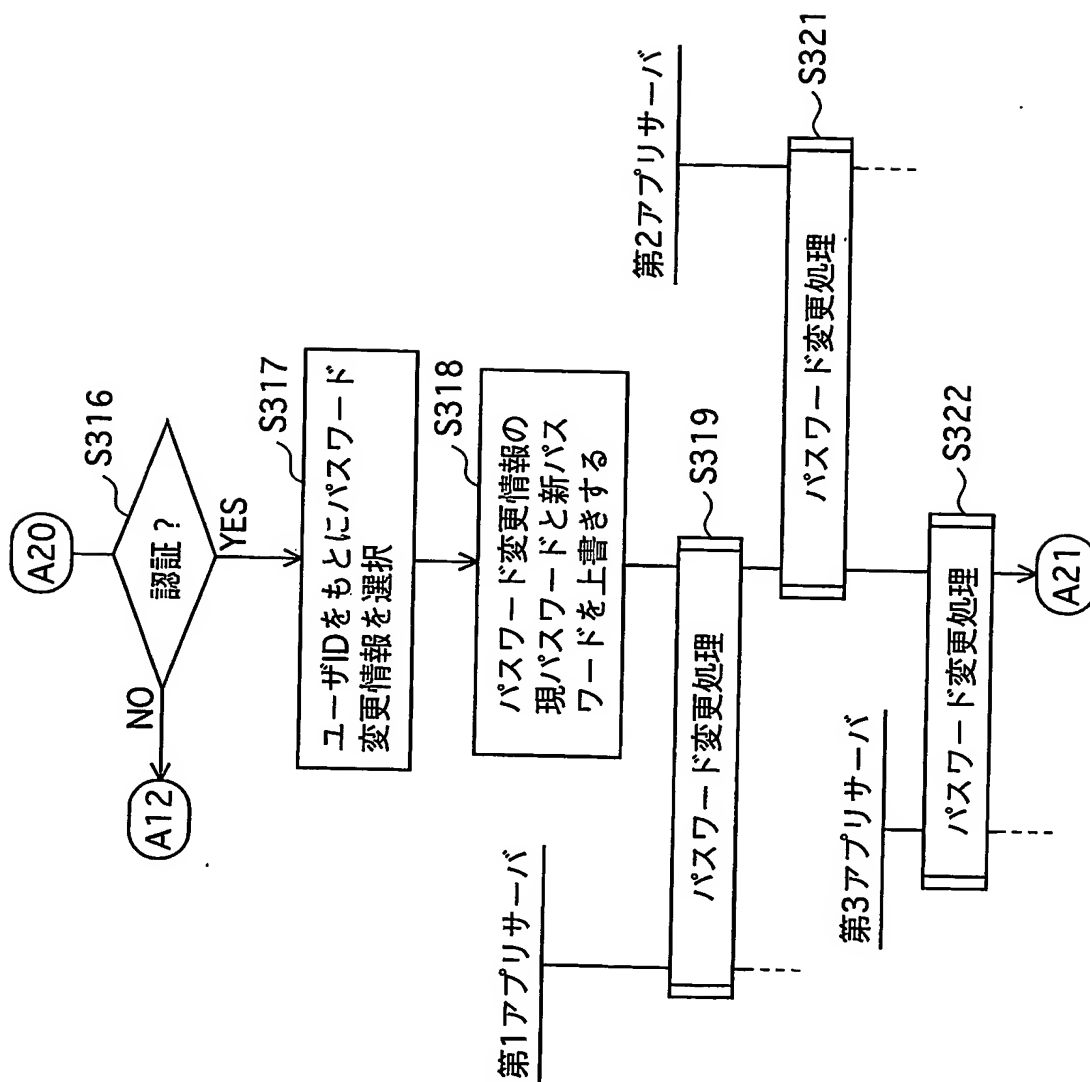 A20
S316
認証?
NO
YES
A12
S317
ユーザIDをもとにパスワード
変更情報を選択
S318
パスワード変更情報の
現パスワードと新パス
ワードを上書きする
第1アプリサーバ
S319
パスワード変更処理
第2アプリサーバ
S321
パスワード変更処理
第3アプリサーバ
S322
パスワード変更処理
A21